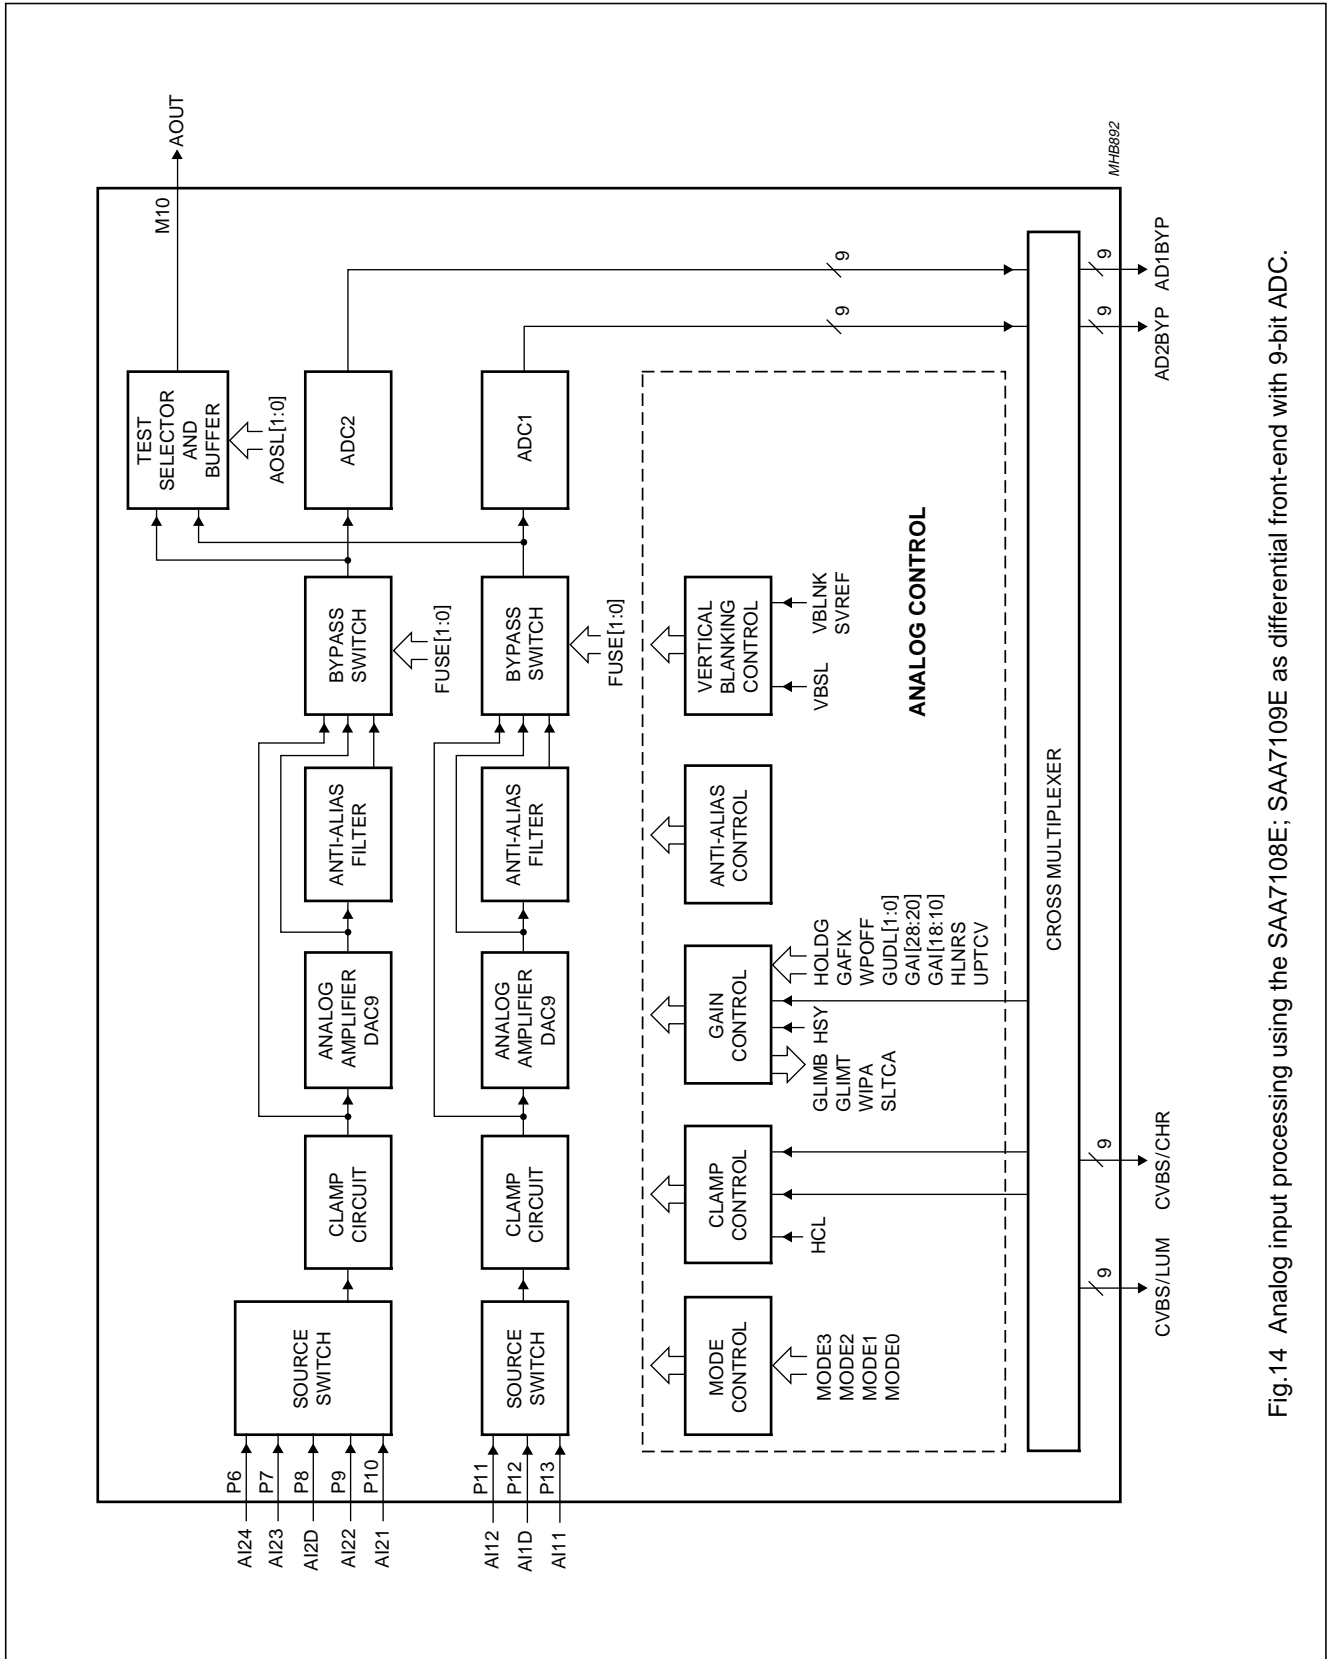 M10
AOUT
MHB892
TEST
SELECTOR
AND
BUFFER
AOSL[1:0]
AI24
P6
AI23
P7
AI2D
P8
AI22
P9
AI21
P10
SOURCE
SWITCH
CLAMP
CIRCUIT
ANALOG
AMPLIFIER
DAC9
ANTI-ALIAS
FILTER
BYPASS
SWITCH
FUSE[1:0]
ADC2
9
AI12
P11
AI1D
P12
AI11
P13
SOURCE
SWITCH
CLAMP
CIRCUIT
ANALOG
AMPLIFIER
DAC9
ANTI-ALIAS
FILTER
BYPASS
SWITCH
FUSE[1:0]
ADC1
9
MODE
CONTROL
MODE3
MODE2
MODE1
MODE0
CLAMP
CONTROL
HCL
GAIN
CONTROL
GLIMB
GLIMT
WIPA
SLTCA
HSY
HOLDG
GAFIX
WPOFF
GUDL[1:0]
GAI[28:20]
GAI[18:10]
HLNRS
UPTCV
ANTI-ALIAS
CONTROL
VERTICAL
BLANKING
CONTROL
VBSL
VBLNK
SVREF
ANALOG CONTROL
CROSS MULTIPLEXER
9
CVBS/LUM
9
CVBS/CHR
9
AD2BYP
9
AD1BYP
Fig.14 Analog input processing using the SAA7108E; SAA7109E as differential front-end with 9-bit ADC.